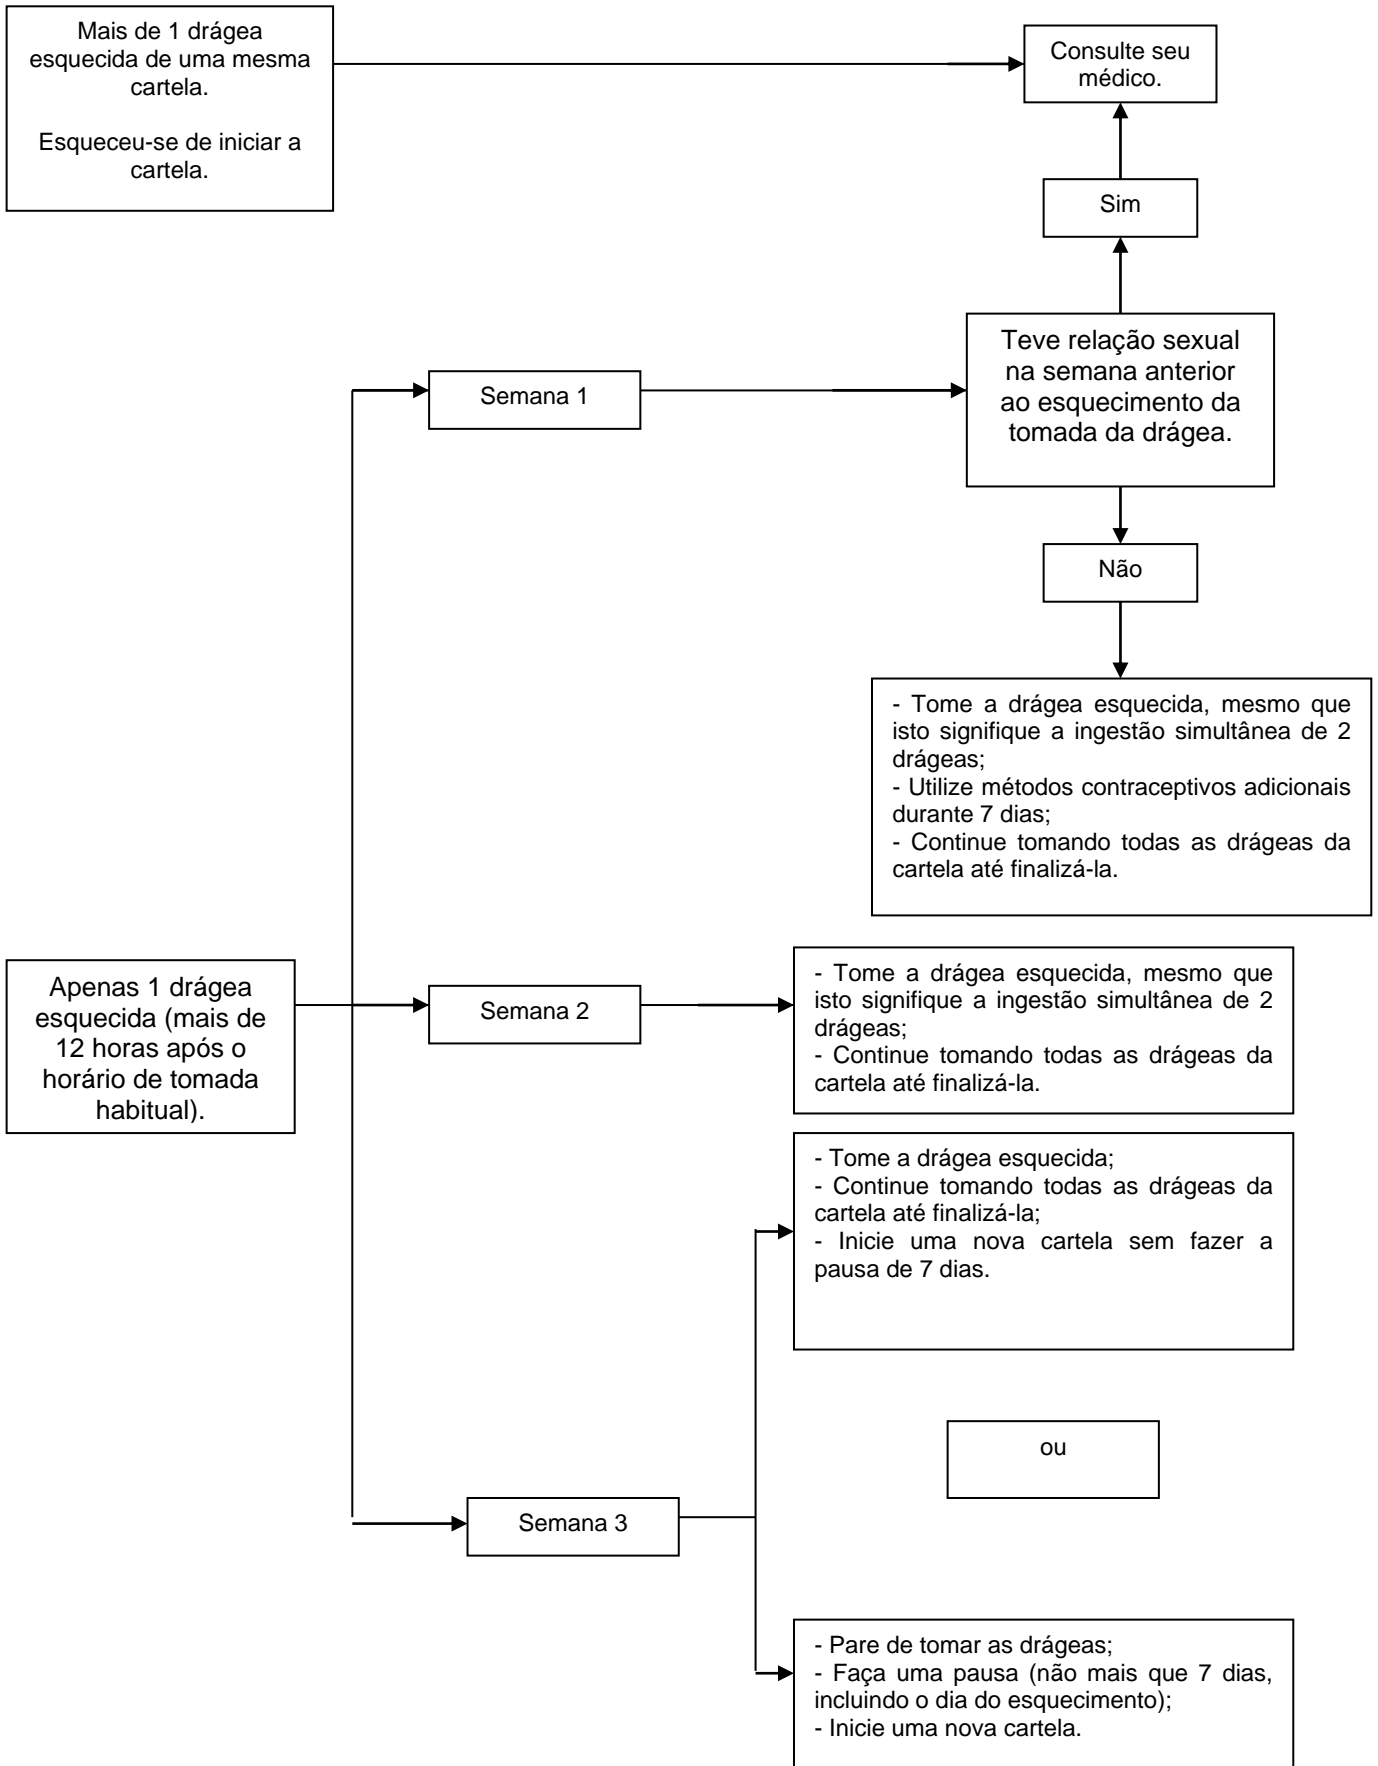 Mais de 1 drágea
esquecida de uma mesma
cartela.
Esqueceu-se de iniciar a
cartela.
Consulte seu
médico.
Sim
Teve relação sexual
na semana anterior
ao esquecimento da
tomada da drágea.
Semana 1
Não
- Tome a drágea esquecida, mesmo que
isto signifique a ingestão simultânea de 2
drágeas;
- Utilize métodos contraceptivos adicionais
durante 7 dias;
- Continue tomando todas as drágeas da
cartela até finalizá-la.
Apenas 1 drágea
esquecida (mais de
12 horas após o
horário de tomada
habitual).
Semana 2
- Tome a drágea esquecida, mesmo que
isto signifique a ingestão simultânea de 2
drágeas;
- Continue tomando todas as drágeas da
cartela até finalizá-la.
- Tome a drágea esquecida;
- Continue tomando todas as drágeas da
cartela até finalizá-la;
- Inicie uma nova cartela sem fazer a
pausa de 7 dias.
ou
Semana 3
- Pare de tomar as drágeas;
- Faça uma pausa (não mais que 7 dias,
incluindo o dia do esquecimento);
- Inicie uma nova cartela.